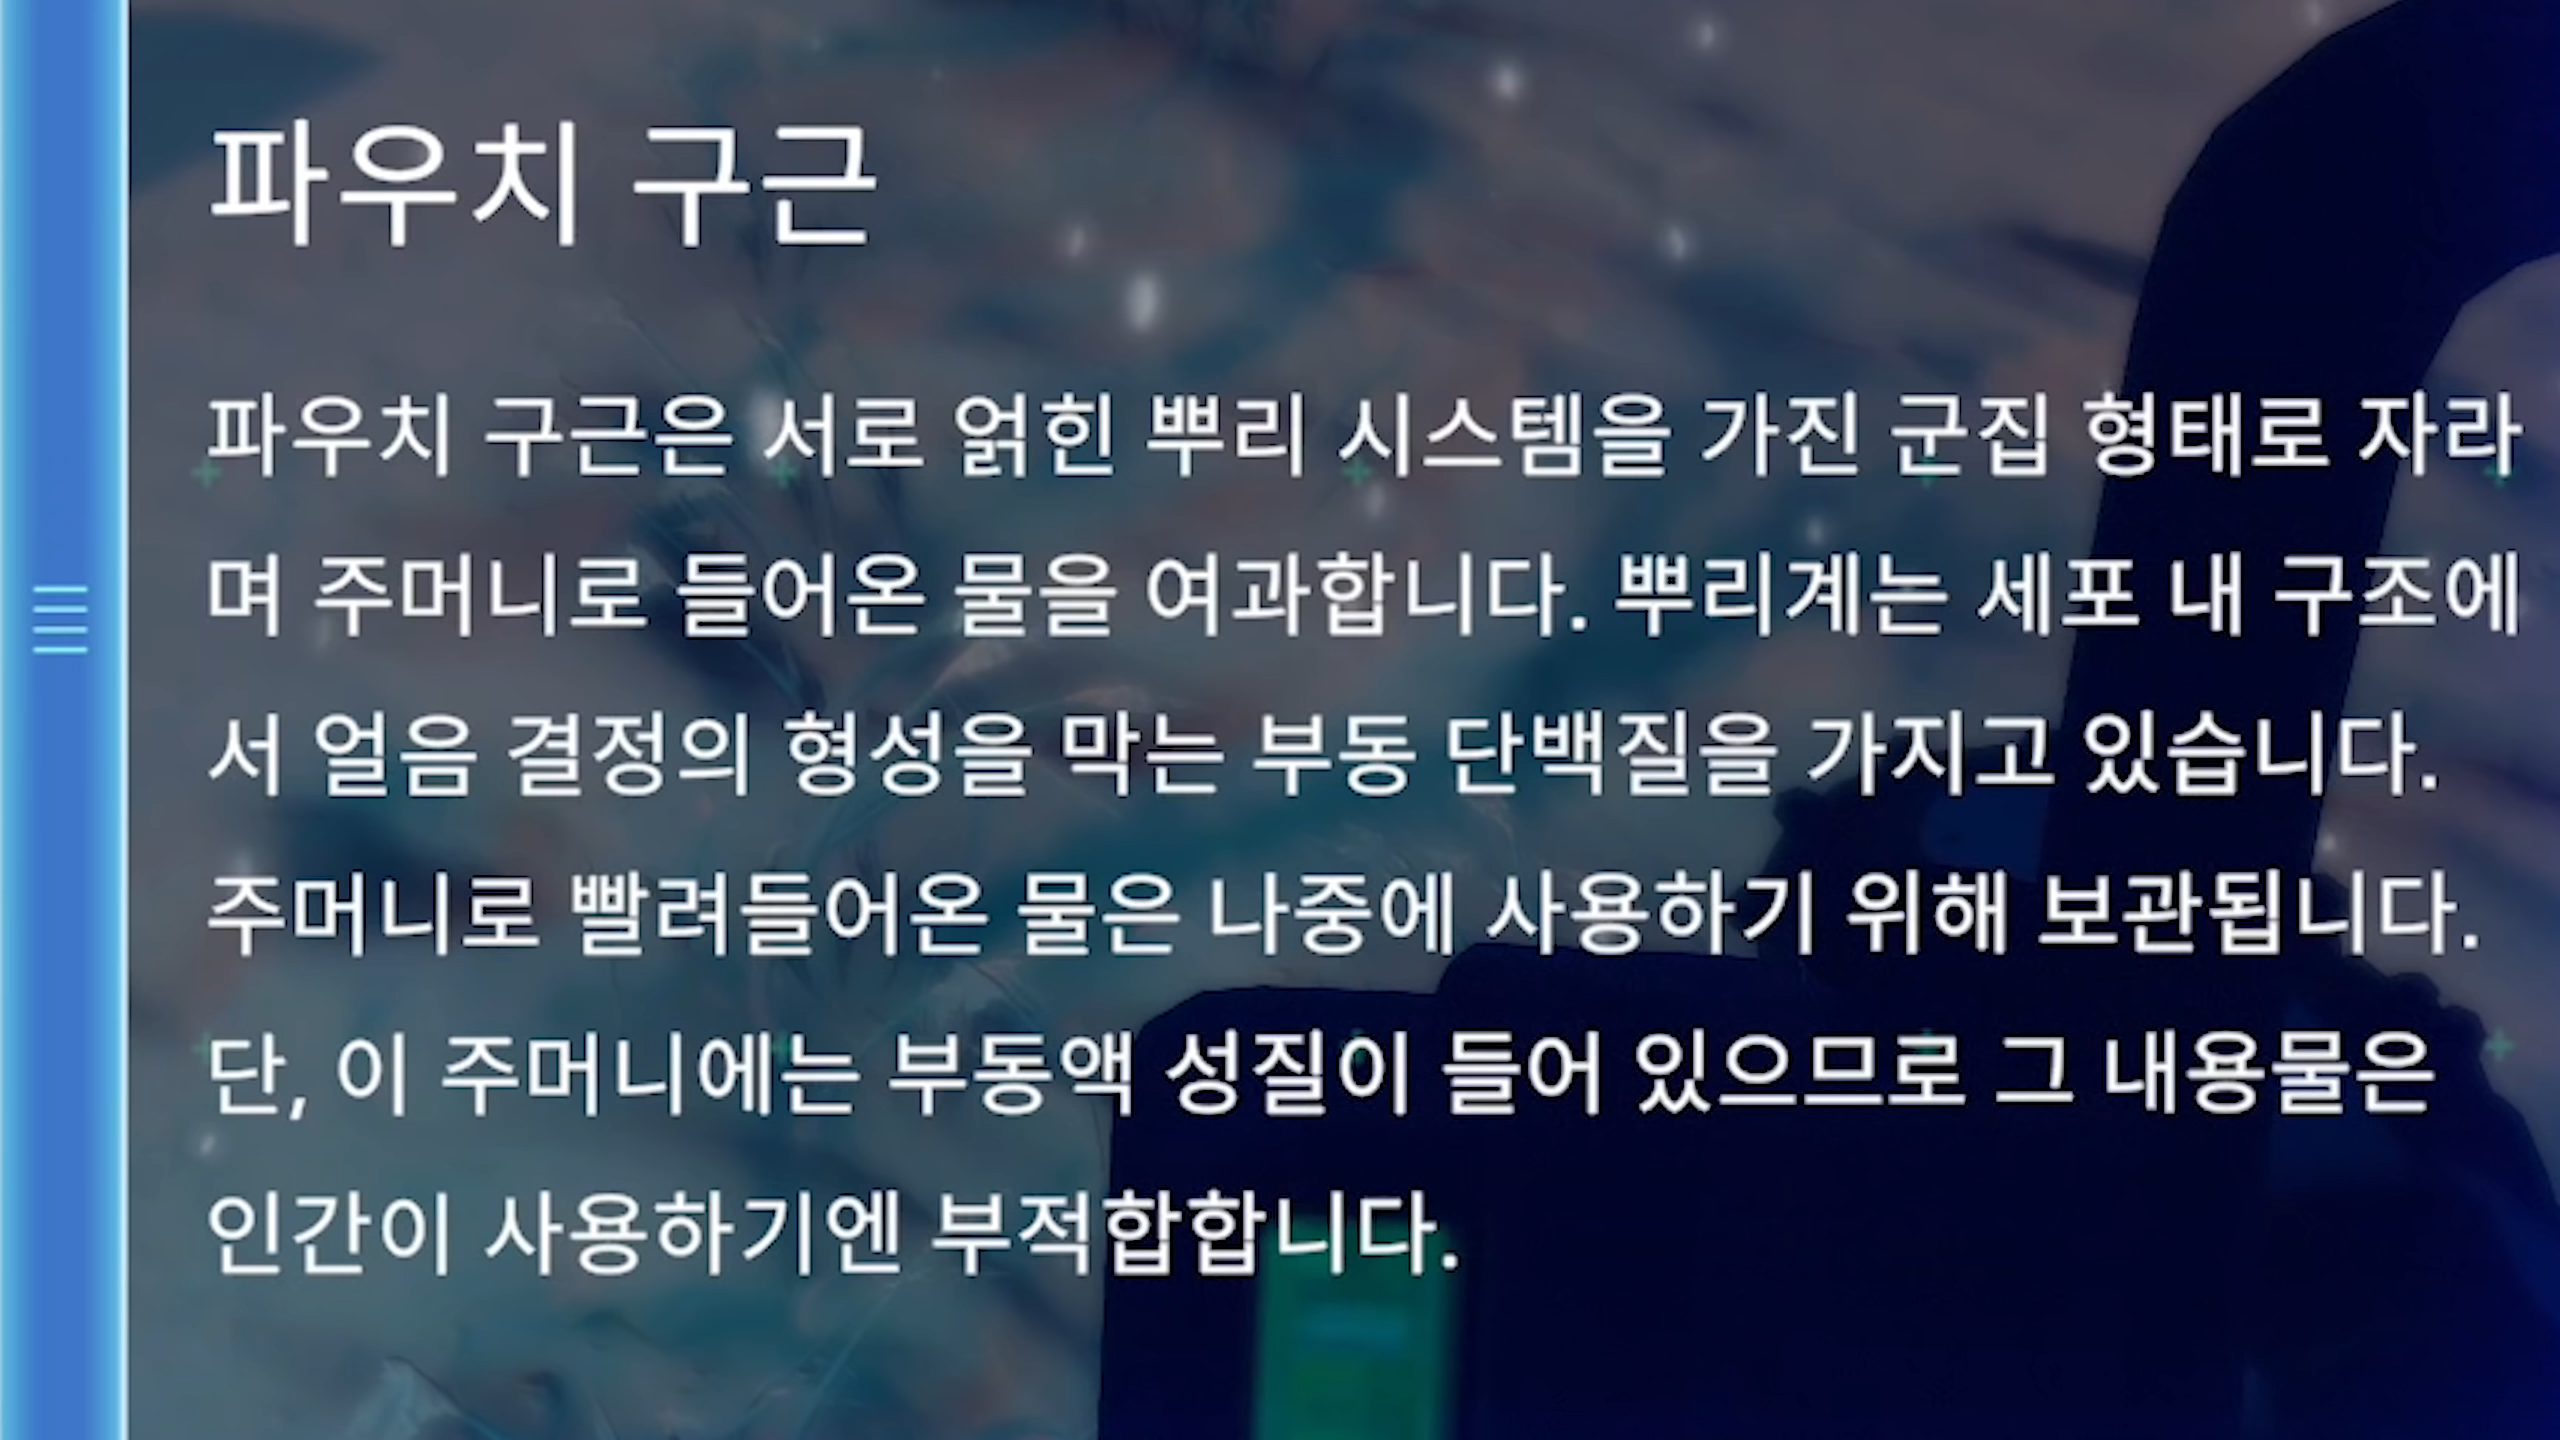 파우치 구근
파우치 구근은 서로 얽힌 뿌리 시스템을 가진 군집 형태로 자라
며 주머니로 들어온 물을 여과합니다. 뿌리계는 세포 내 구조에
서 얼음 결정의 형성을 막는 부동 단백질을 가지고 있습니다.
주머니로 빨려들어온 물은 나중에 사용하기 위해 보관됩니다.
단, 이 주머니에는 부동액 성질이 들어 있으므로 그 내용물은
인간이 사용하기엔 부적합합니다.